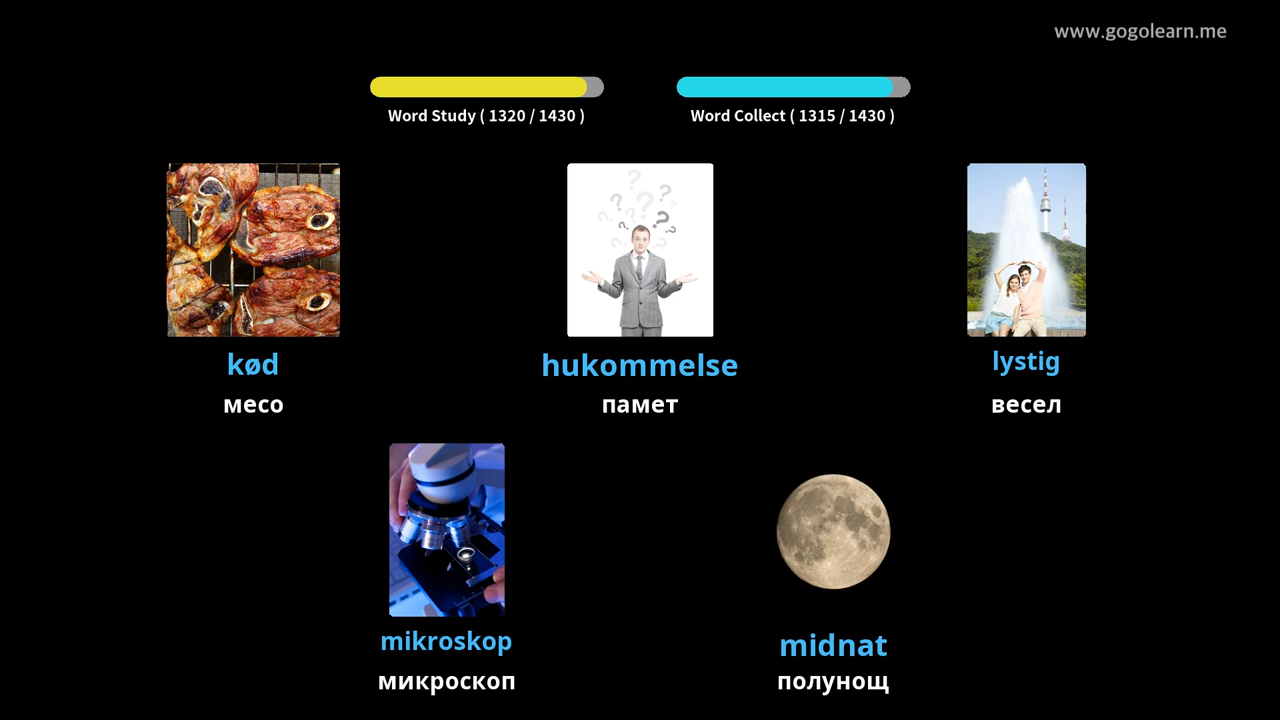 www.gogolearn.me
Word Study ( 1320 / 1430 )
Word Collect ( 1315 / 1430 )
kød
месо
hukommelse
памет
lystig
весел
mikroskop
микроскоп
midnat
полунощ